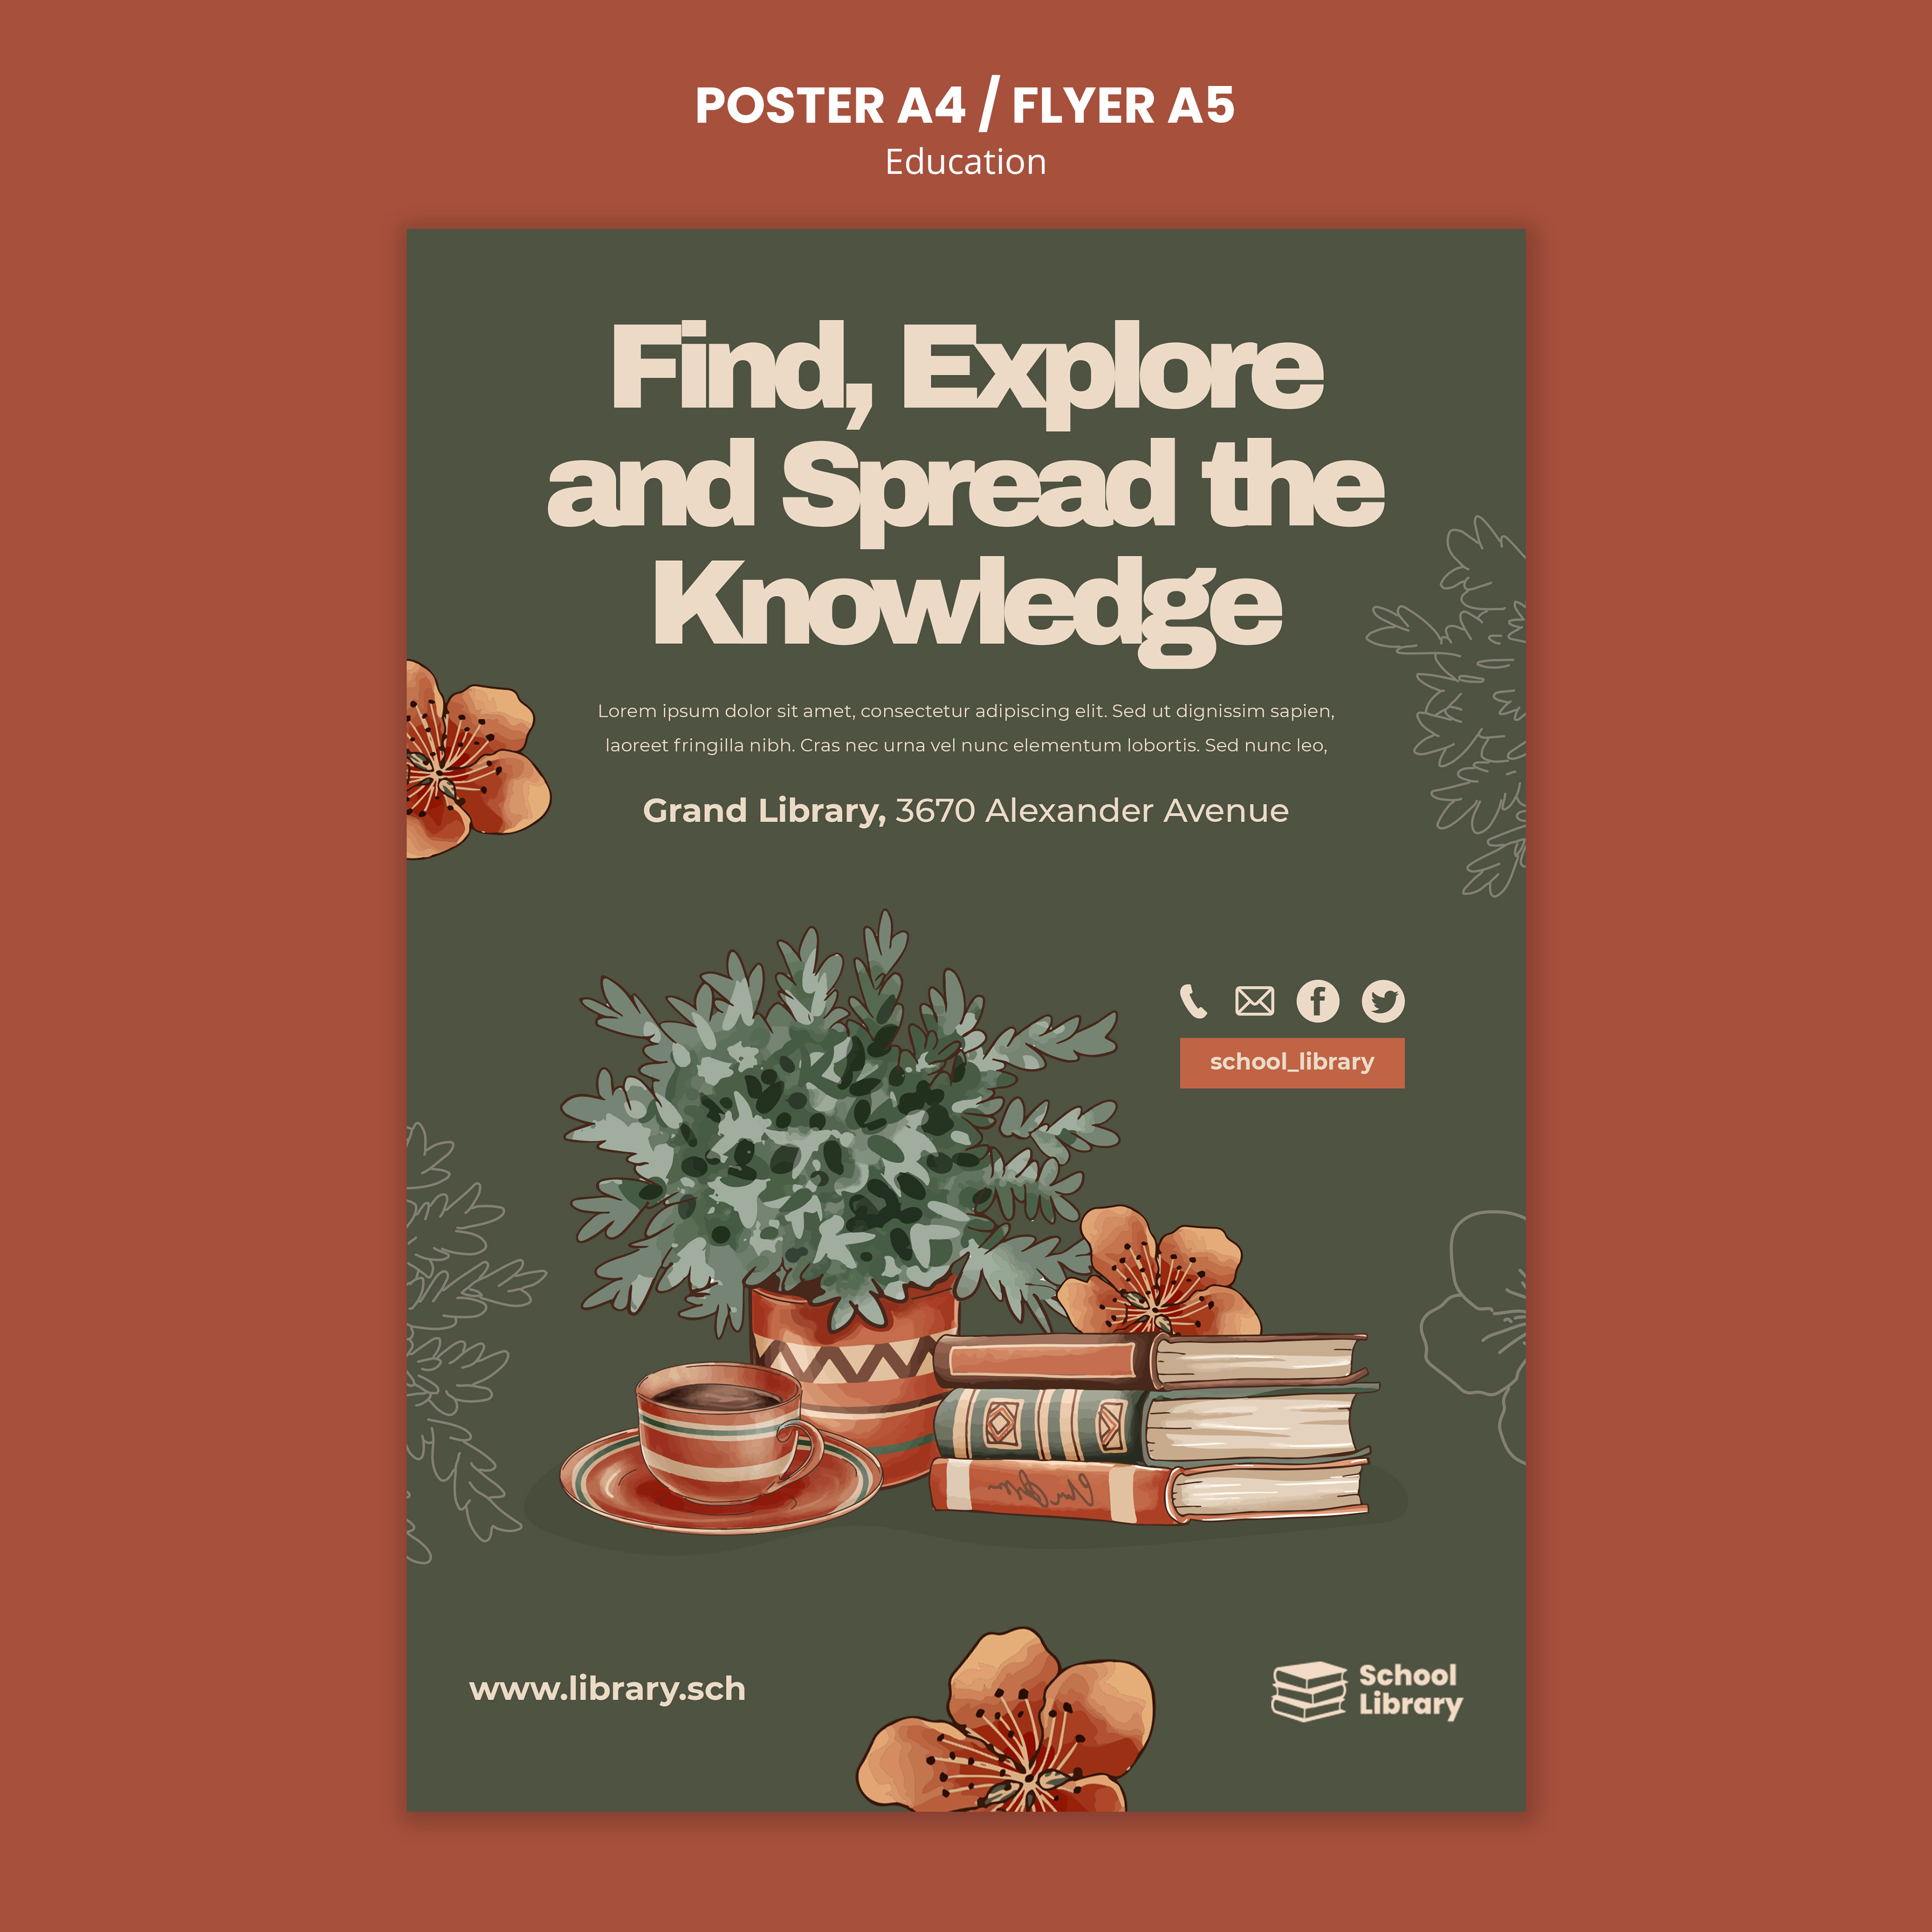 POSTER A4 / FLYER A5
Education
Find, Explore
and Spread the
Knowledge
Lorem ipsum dolor sit amet, consectetur adipiscing elit. Sed ut dignissim sapien,
laoreet fringilla nibh. Cras nec urna vel nunc elementum lobortis. Sed nunc leo,
Grand Library, 3670 Alexander Avenue
school_library
www.library.sch
School
Library